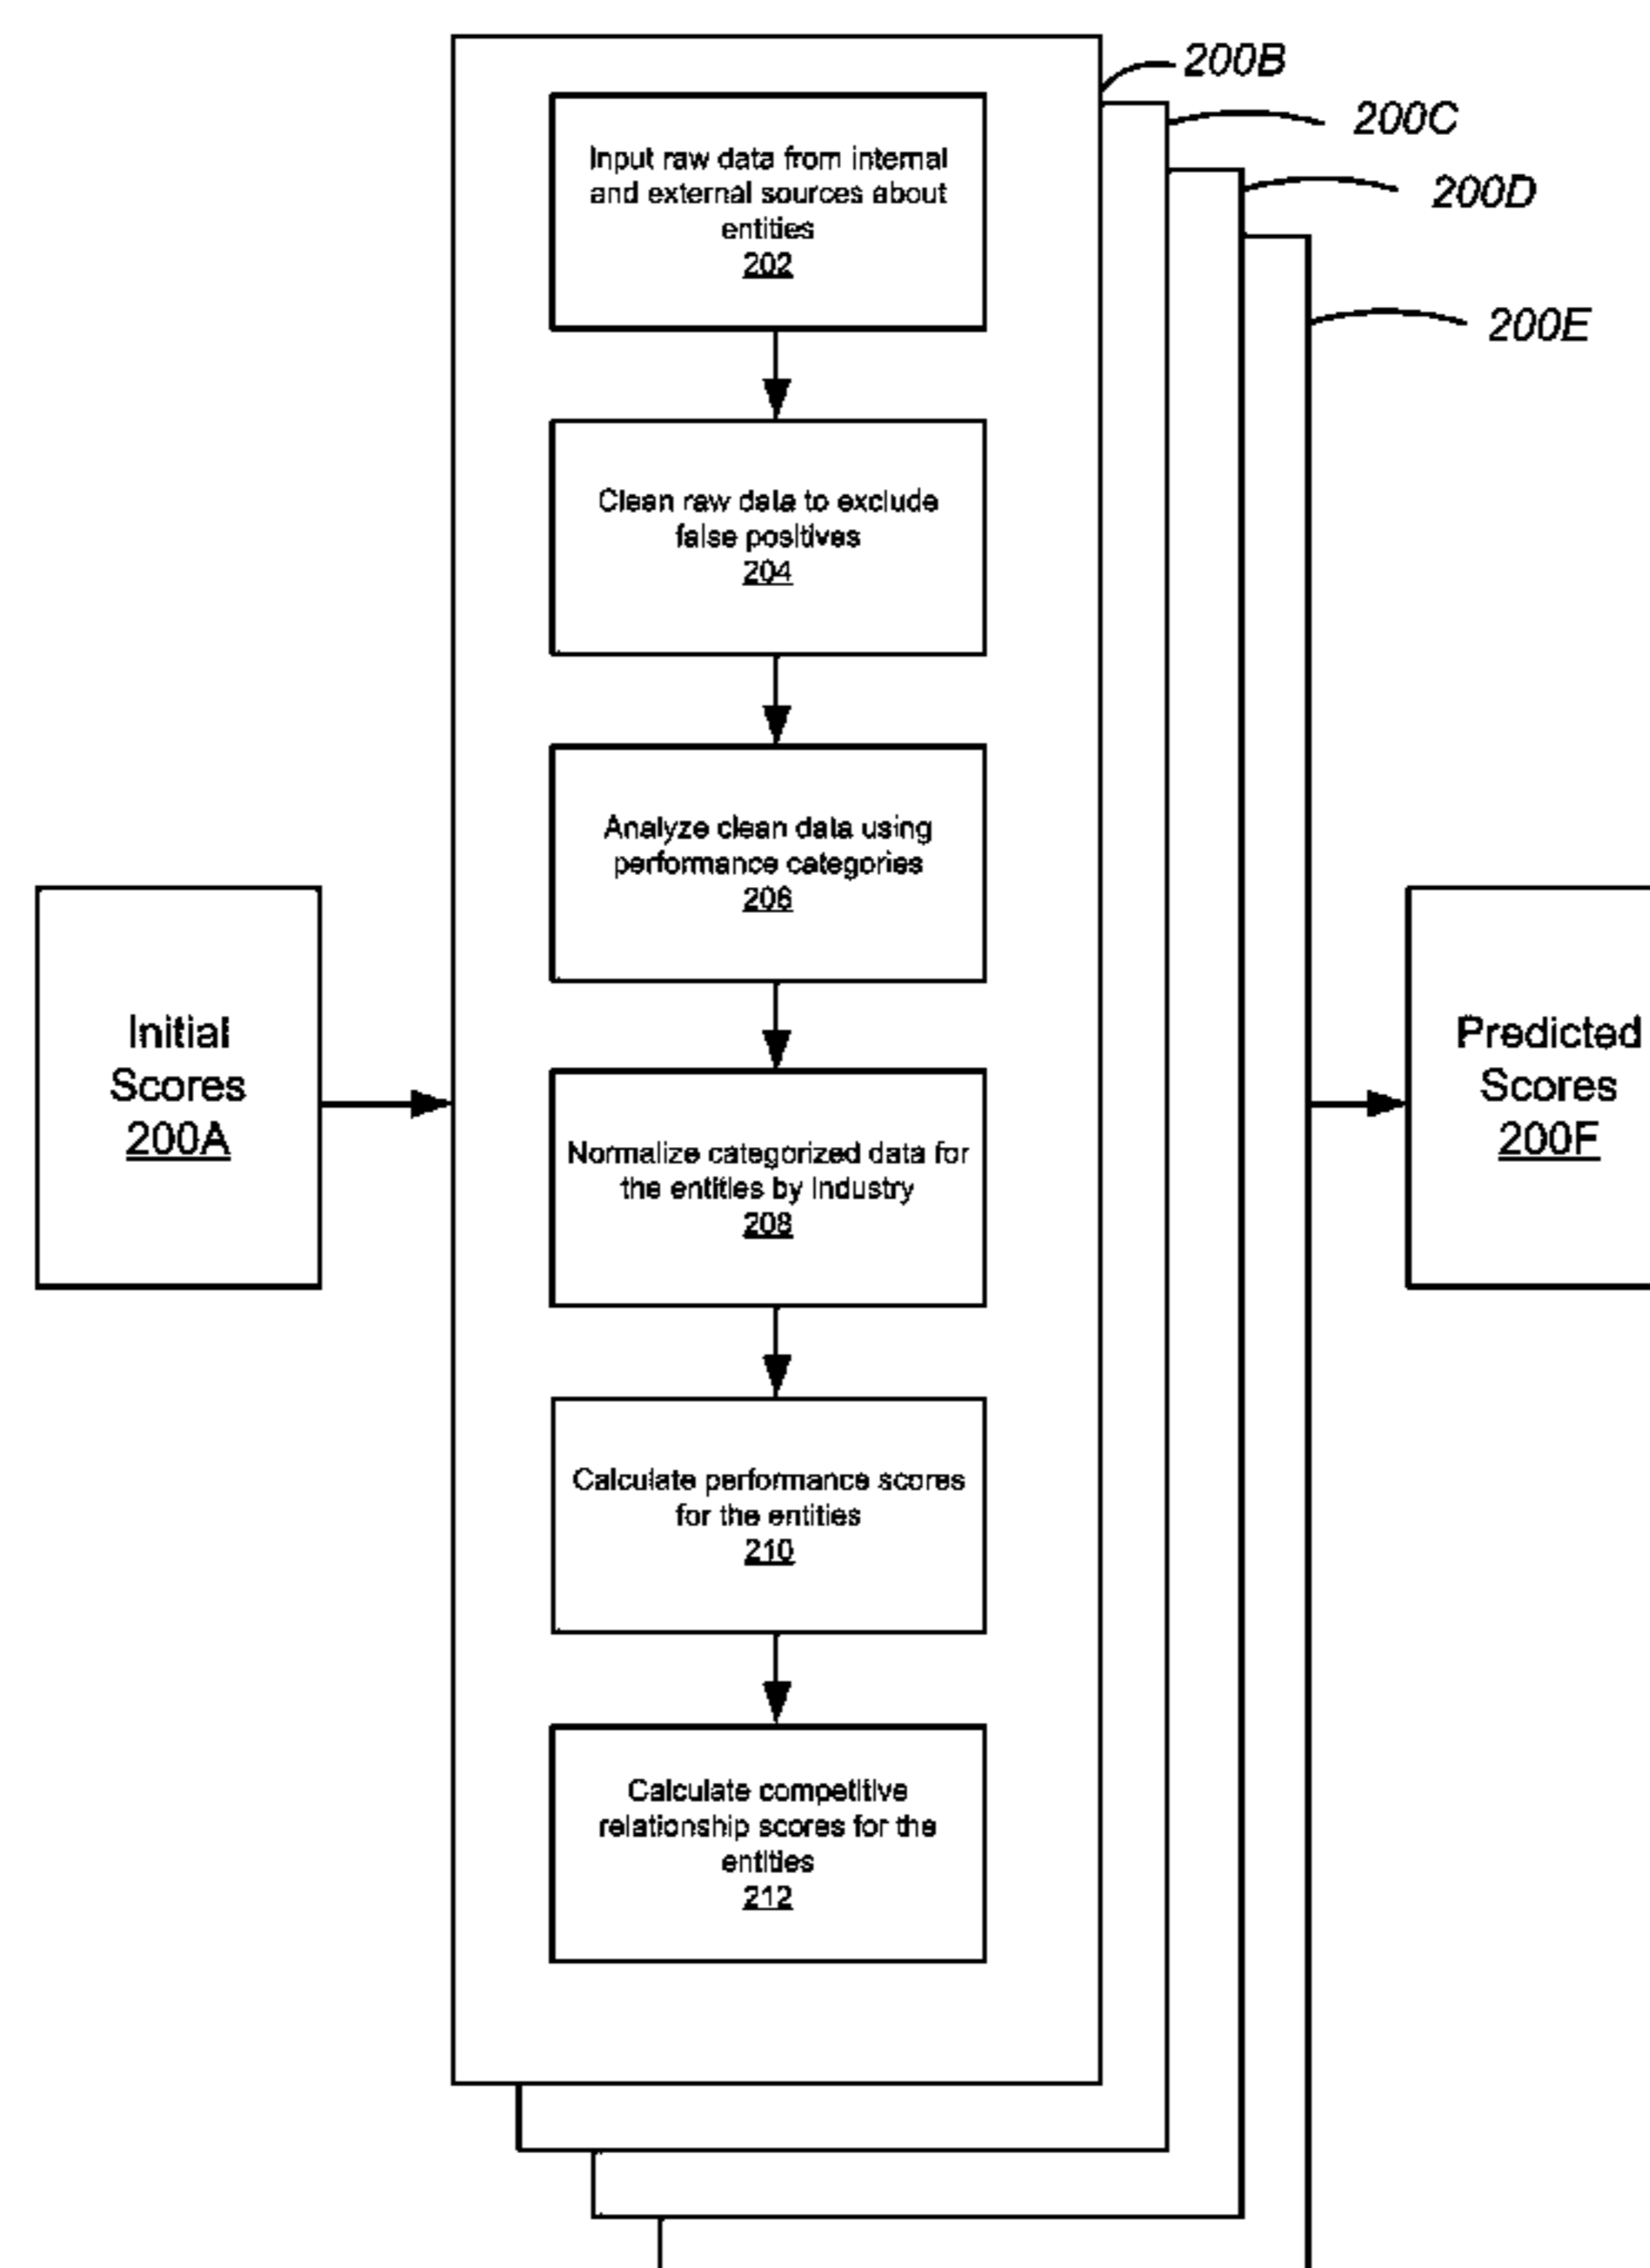 200B
200C
200D
200E
Input raw data from internal
and external sources about
entities
202
Clean raw data to exclude
false positives
204
Analyze clean data using
performance categories
206
Initial
Scores
200A
Normalize categorized data for
the entities by Industry
208
Predicted
Scores
200F
Calculate performance scores
for the entities
210
Calculate competitive
relationship scores for the
entities
212